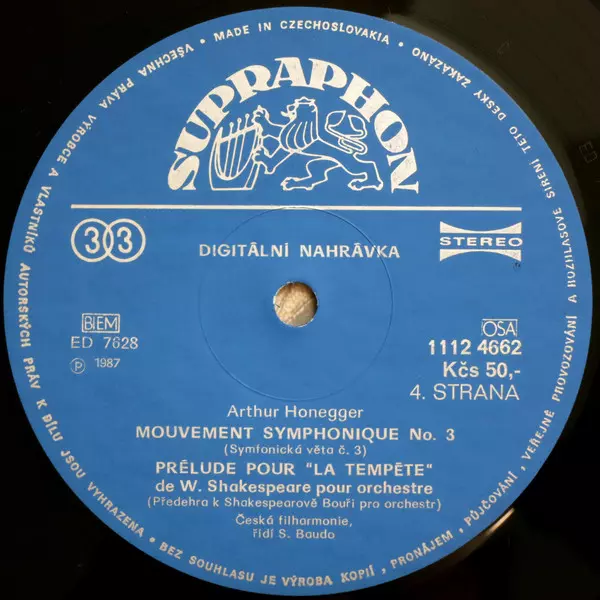 MADE IN CZECHOSLOVAKIA • VŠECHNA PRÁVA VÝROBCE A VLASTNÍKŮ AUTORSKÝCH PRÁV K DÍLU JSOU VYHRAZENA • BEZ SOUHLASU JE VÝROBA KOPIÍ, PRONÁJEM, PŮJČOVÁNÍ, VEŘEJNÉ PROVOZOVÁNÍ A ROZHLASOVÉ ŠÍŘENÍ TÉTO DESKY ZAKÁZÁNO •
SUPRAPHON
33
DIGITÂLNÍ NAHRÂVKA
STEREO
BIEM
ED 7628
Ⓟ 1987
OSA
1112 4662
Kčs 50,-
4. STRANA
Arthur Honegger
MOUVEMENT SYMPHONIQUE No. 3
(Symfonická věta č. 3)
PRÉLUDE POUR "LA TEMPÊTE"
de W. Shakespeare pour orchestre
(Předehra k Shakespearově Bouři pro orchestr)
Česká filharmonie,
řídí S. Baudo